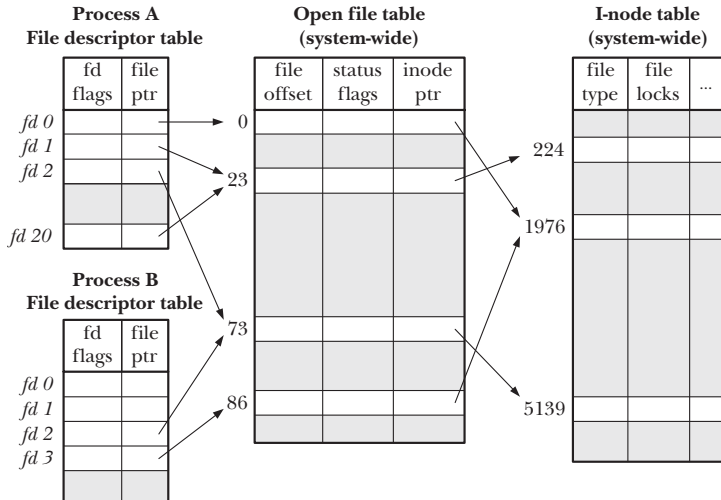 Process A
File descriptor table
fd
flags
file
ptr
fd 0
fd 1
fd 2
fd 20
Process B
File descriptor table
fd
flags
file
ptr
fd 0
fd 1
fd 2
fd 3
Open file table
(system-wide)
file
offset
status
flags
inode
ptr
0
23
73
86
I-node table
(system-wide)
file
type
file
locks
...
224
1976
5139